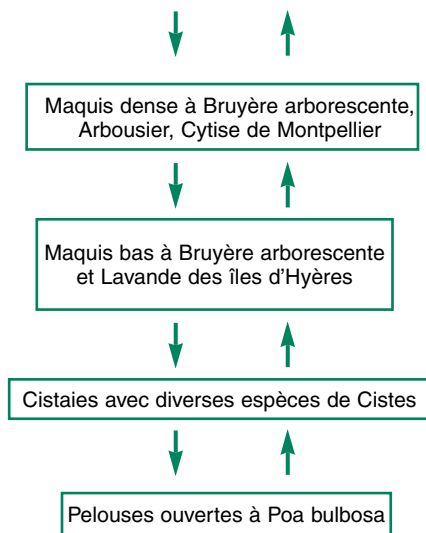 Maquis dense à Bruyère arborescente,
Arbousier, Cytise de Montpellier
Maquis bas à Bruyère arborescente
et Lavande des îles d'Hyères
Cistaies avec diverses espèces de Cistes
Pelouses ouvertes à Poa bulbosa